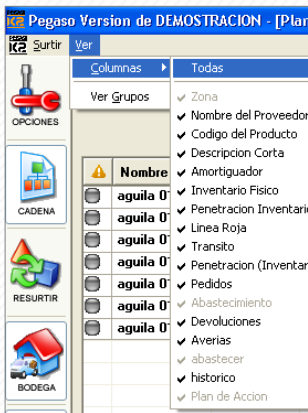 K2 Pegaso Version de DEMOSTRACION - [Plan
K2 Surtir Ver
Columnas Todas
Ver Grupos
Zona
Nombre del Proveedor
Codigo del Producto
Descripcion Corta
Amortiguador
Inventario Fisico
Penetracion Inventario
Linea Roja
Transito
Penetracion (Inventar
Pedidos
Abastecimiento
Devoluciones
Averias
abastecer
historico
Plan de Accion
OPCIONES
CADENA
RESURTIR
BODEGA
Nombre
aguila 0
aguila 0
aguila 0
aguila 0
aguila 0
aguila 0
aguila 0